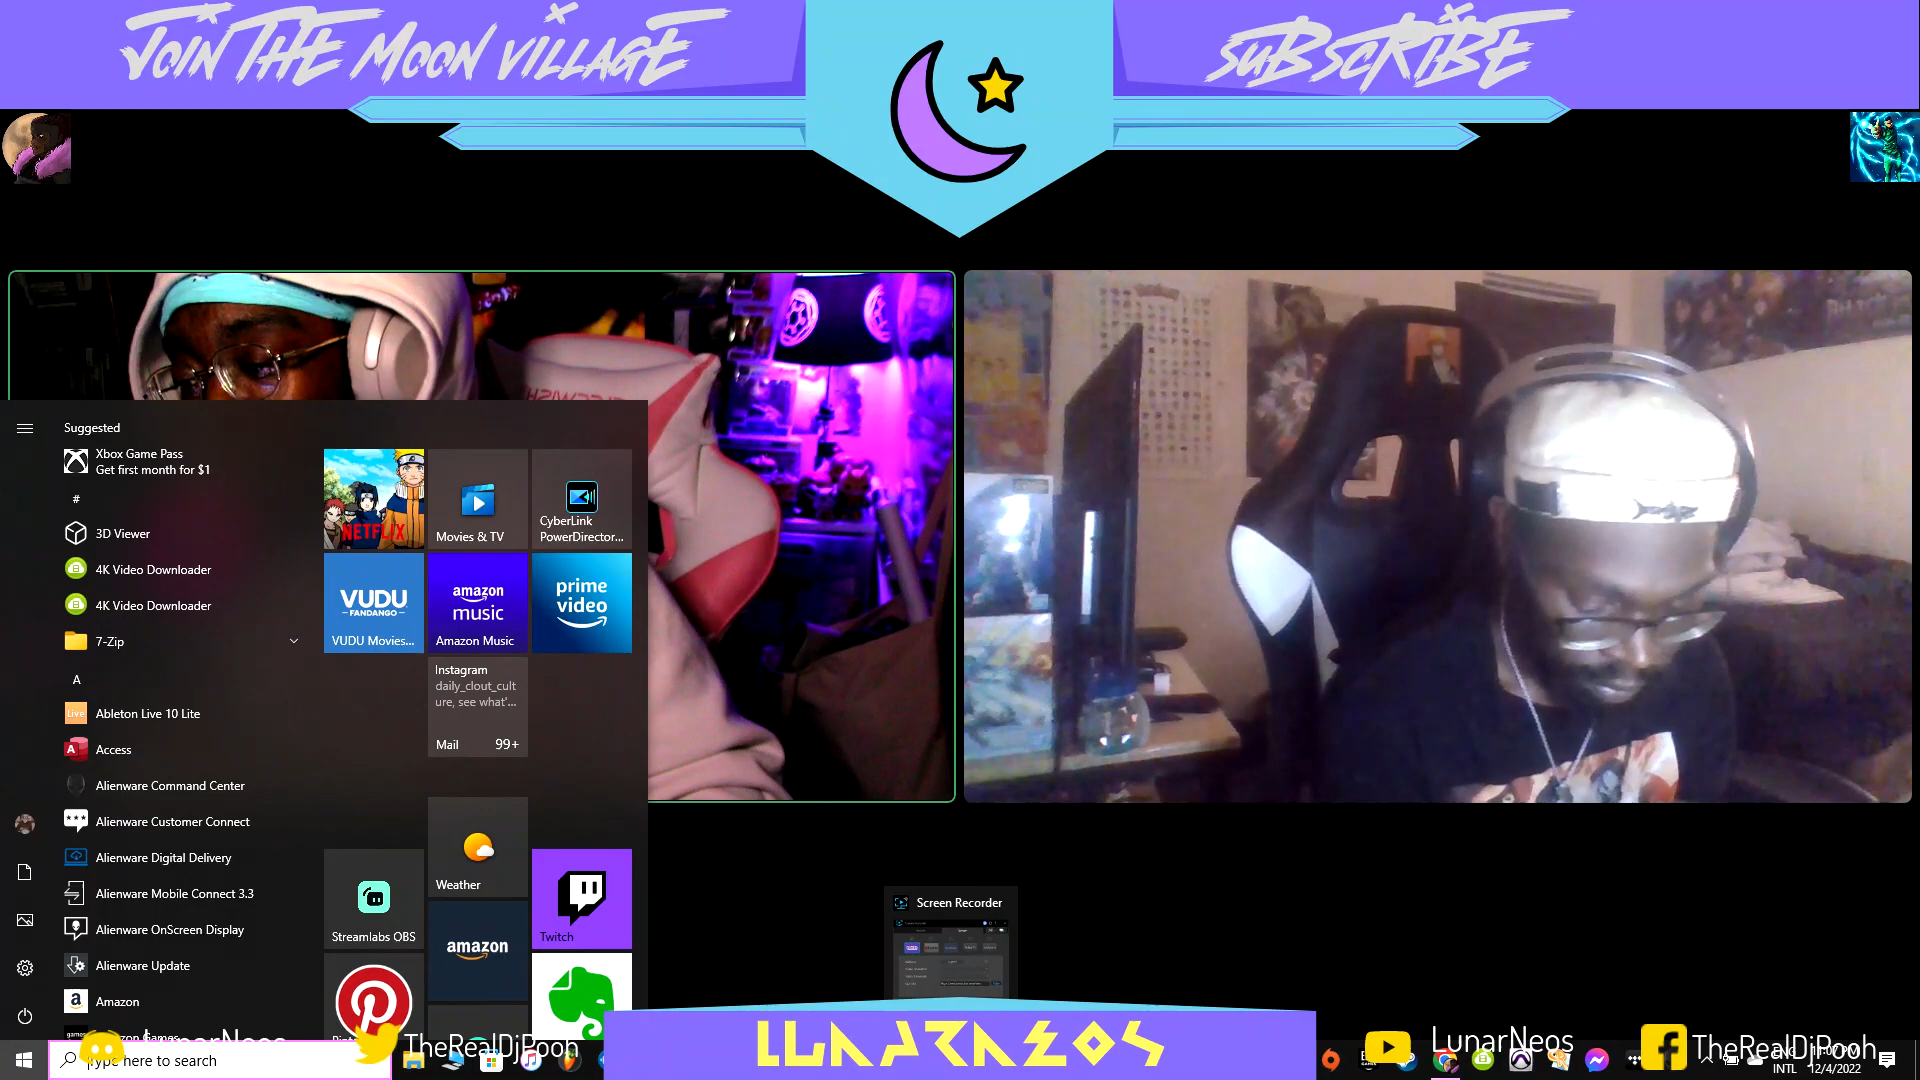 JOIN THE MOON VILLAGE
SUBSCRIBE
Suggested
Xbox Game Pass
Get first month for $1
#
3D Viewer
4K Video Downloader
4K Video Downloader
7-Zip
A
Live
Ableton Live 10 Lite
A
Access
Alienware Command Center
Alienware Customer Connect
Alienware Digital Delivery
Alienware Mobile Connect 3.3
Alienware OnScreen Display
Alienware Update
a
Amazon
NETFLIX
Movies & TV
CyberLink
PowerDirector...
VUDU
FANDANGO
VUDU Movies...
amazon
music
Amazon Music
prime
video
Instagram
daily_clout_cult
ure, see what'...
Mail 99+
Weather
Streamlabs OBS
amazon
Twitch
Screen Recorder
LunarNeos
TheRealDjPooh
LUNARNEOS
LunarNeos
TheRealDjPooh
Type here to search
INTL
12/4/2022